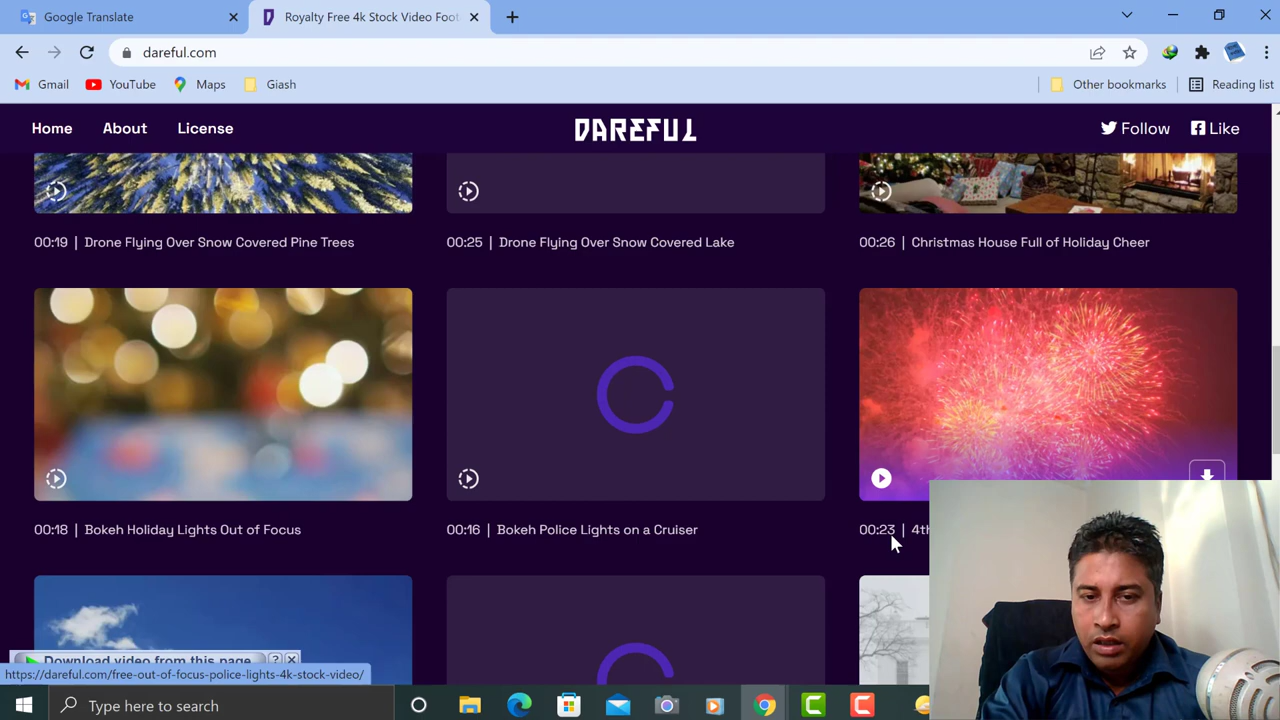 Google Translate
Royalty Free 4k Stock Video Foot
dareful.com
Gmail
YouTube
Maps
Giash
Other bookmarks
Reading list
Home
About
License
DAREFUL
Follow
Like
00:19 | Drone Flying Over Snow Covered Pine Trees
00:25 | Drone Flying Over Snow Covered Lake
00:26 | Christmas House Full of Holiday Cheer
00:18 | Bokeh Holiday Lights Out of Focus
00:16 | Bokeh Police Lights on a Cruiser
00:23 | 4th
Download video from this page
?
https://dareful.com/free-out-of-focus-police-lights-4k-stock-video/
Type here to search